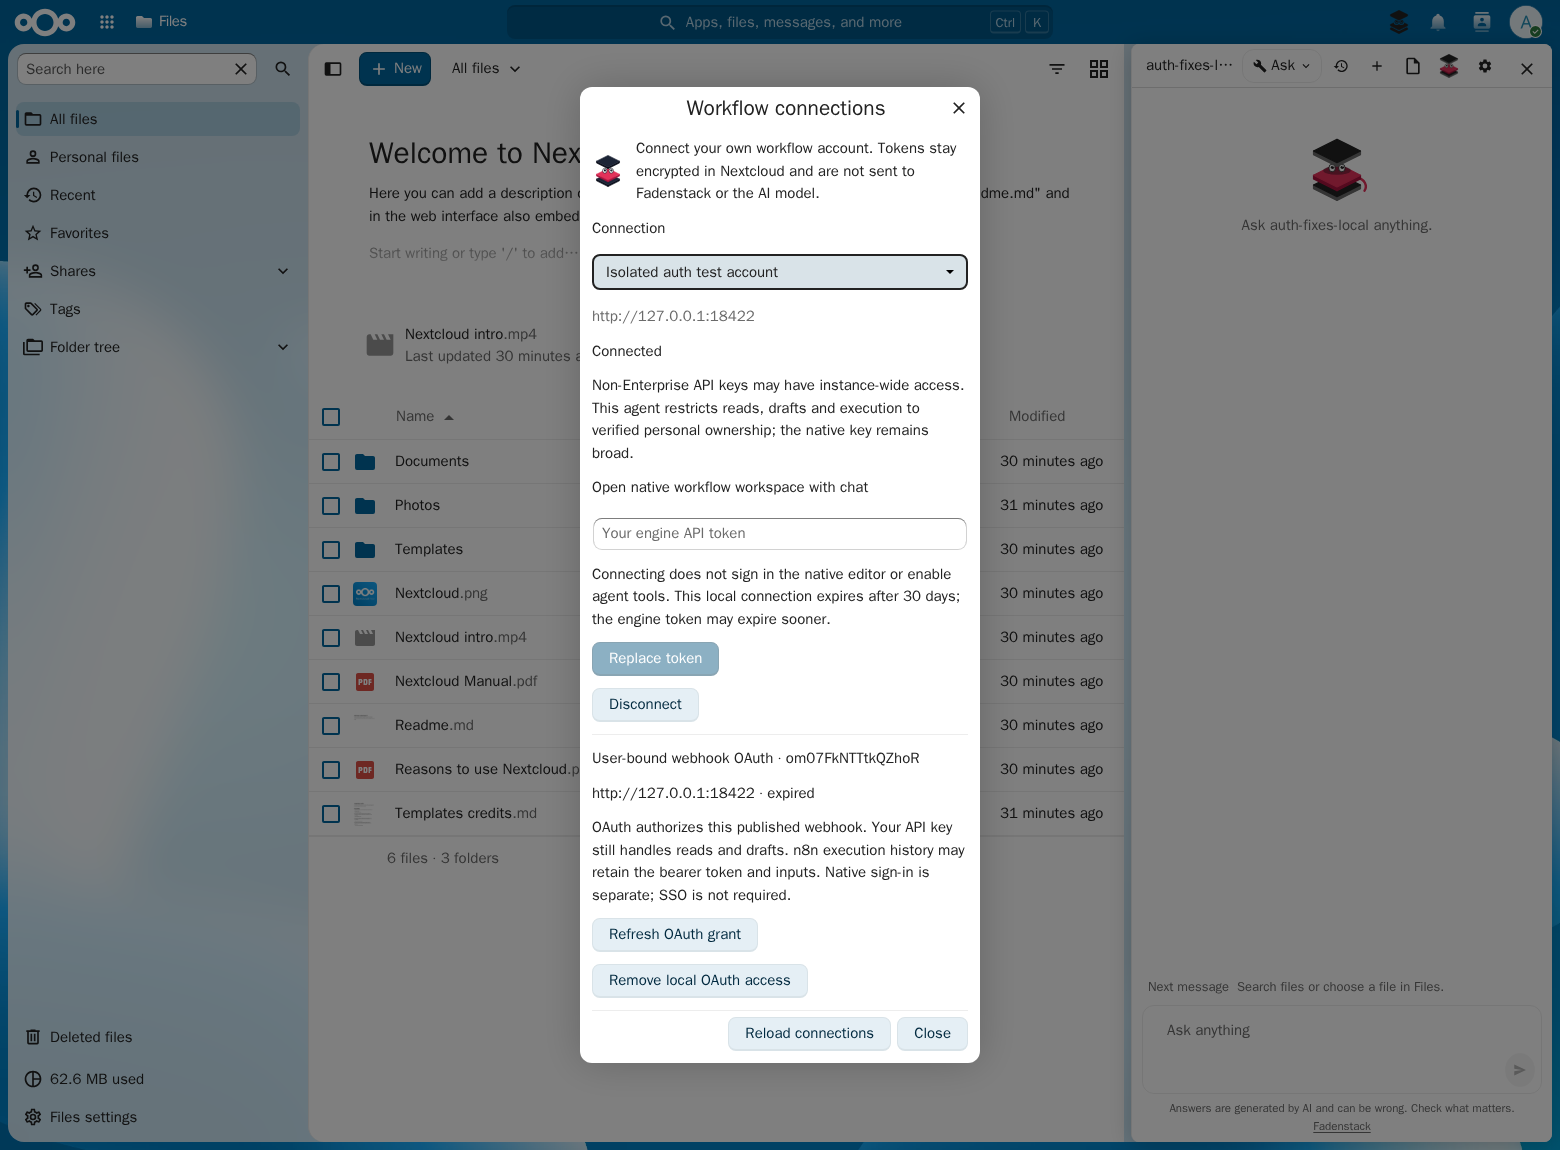 Files
Apps, files, messages, and more
Ctrl K
A
Search here
New
All files
auth-fixes-l···
Ask
All files
Personal files
Recent
Favorites
Shares
Tags
Folder tree
Deleted files
62.6 MB used
Files settings
Welcome to Nex
Here you can add a description
dme.md" and
in the web interface also embed
Start writing or type '/' to add···
Nextcloud intro.mp4
Last updated 30 minutes
Name
Modified
Documents
30 minutes ago
Photos
31 minutes ago
Templates
30 minutes ago
Nextcloud.png
30 minutes ago
Nextcloud intro.mp4
30 minutes ago
PDF
Nextcloud Manual.pdf
30 minutes ago
Readme.md
30 minutes ago
PDF
Reasons to use Nextcloud.p
30 minutes ago
Templates credits.md
31 minutes ago
6 files · 3 folders
Workflow connections
Connect your own workflow account. Tokens stay
encrypted in Nextcloud and are not sent to
Fadenstack or the AI model.
Connection
Isolated auth test account
http://127.0.0.1:18422
Connected
Non-Enterprise API keys may have instance-wide access.
This agent restricts reads, drafts and execution to
verified personal ownership; the native key remains
broad.
Open native workflow workspace with chat
Your engine API token
Connecting does not sign in the native editor or enable
agent tools. This local connection expires after 30 days;
the engine token may expire sooner.
Replace token
Disconnect
User-bound webhook OAuth · om07FkNTTtkQZhoR
http://127.0.0.1:18422 · expired
OAuth authorizes this published webhook. Your API key
still handles reads and drafts. n8n execution history may
retain the bearer token and inputs. Native sign-in is
separate; SSO is not required.
Refresh OAuth grant
Remove local OAuth access
Reload connections
Close
Ask auth-fixes-local anything.
Next message Search files or choose a file in Files.
Ask anything
Answers are generated by AI and can be wrong. Check what matters.
Fadenstack